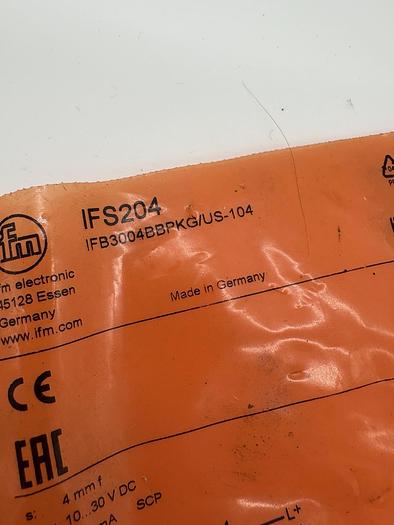 IFS204
IFB3004BBPKG/US-104
ifm
ifm electronic
45128 Essen
Germany
www.ifm.com
Made in Germany
CE
EAC
s: 4 mm f
10...30 V DC
mA SCP
L+